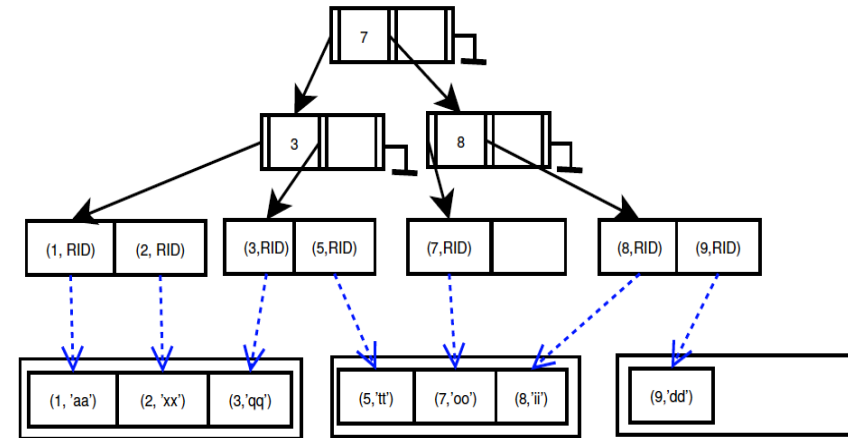 7
3
8
(1, RID) (2, RID) (3,RID) (5,RID) (7,RID) (8,RID) (9,RID)
(1, 'aa') (2, 'xx') (3,'qq') (5,'tt') (7,'oo') (8,'ii') (9,'dd')